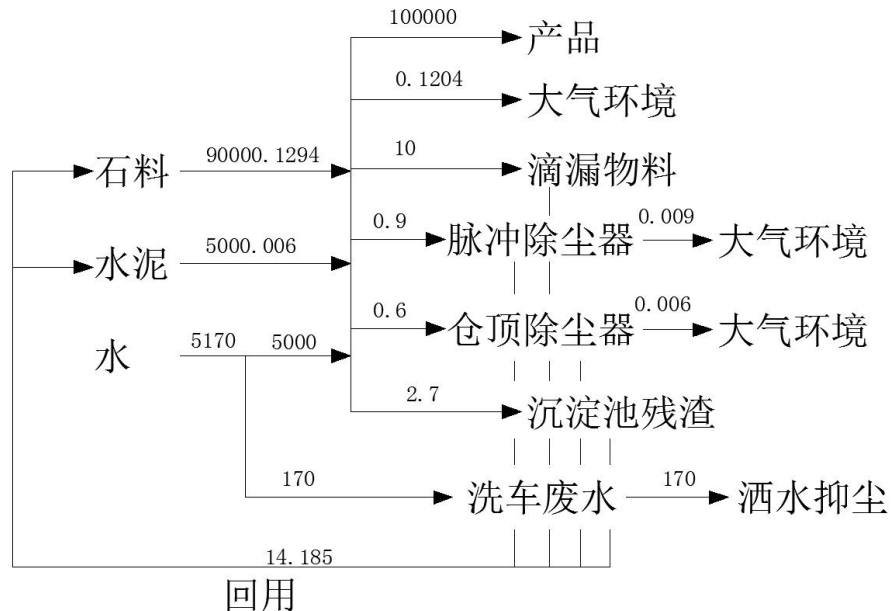 100000
产品
0.1204
大气环境
石料
90000.1294
10
滴漏物料
0.9
脉冲除尘器
0.009
大气环境
水泥
5000.006
0.6
仓顶除尘器
0.006
大气环境
水
5170
5000
2.7
沉淀池残渣
170
洗车废水
170
洒水抑尘
14.185
回用